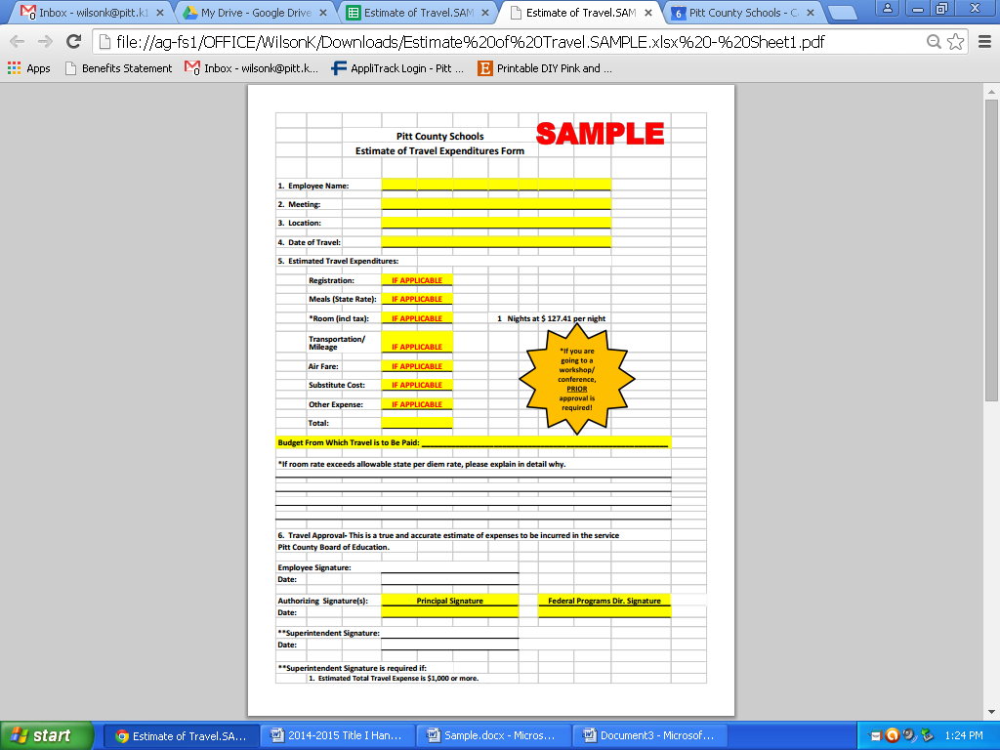 Inbox - wilsonk@pitt.k1
My Drive - Google Drive
Estimate of Travel.SAM
Estimate of Travel.SAM
Pitt County Schools - C
file://ag-fs1/OFFICE/WilsonK/Downloads/Estimate%20of%20Travel.SAMPLE.xlsx%20-%20Sheet1.pdf
Apps
Benefits Statement
Inbox - wilsonk@pitt.k...
AppliTrack Login - Pitt ...
Printable DIY Pink and ...
SAMPLE
Pitt County Schools
Estimate of Travel Expenditures Form
1. Employee Name:
2. Meeting:
3. Location:
4. Date of Travel:
5. Estimated Travel Expenditures:
Registration: IF APPLICABLE
Meals (State Rate): IF APPLICABLE
*Room (incl tax): IF APPLICABLE 1 Nights at $ 127.41 per night
Transportation/
Mileage IF APPLICABLE
Air Fare: IF APPLICABLE
Substitute Cost: IF APPLICABLE
Other Expense: IF APPLICABLE
Total:
*If you are
going to a
workshop/
conference,
PRIOR
approval is
required!
Budget From Which Travel is to Be Paid:
*If room rate exceeds allowable state per diem rate, please explain in detail why.
6. Travel Approval- This is a true and accurate estimate of expenses to be incurred in the service
Pitt County Board of Education.
Employee Signature:
Date:
Authorizing Signature(s): Principal Signature Federal Programs Dir. Signature
Date:
**Superintendent Signature:
Date:
**Superintendent Signature is required if:
1. Estimated Total Travel Expense is $1,000 or more.
start
Estimate of Travel.SA...
2014-2015 Title I Han...
Sample.docx - Micros...
Document3 - Microsof...
1:24 PM